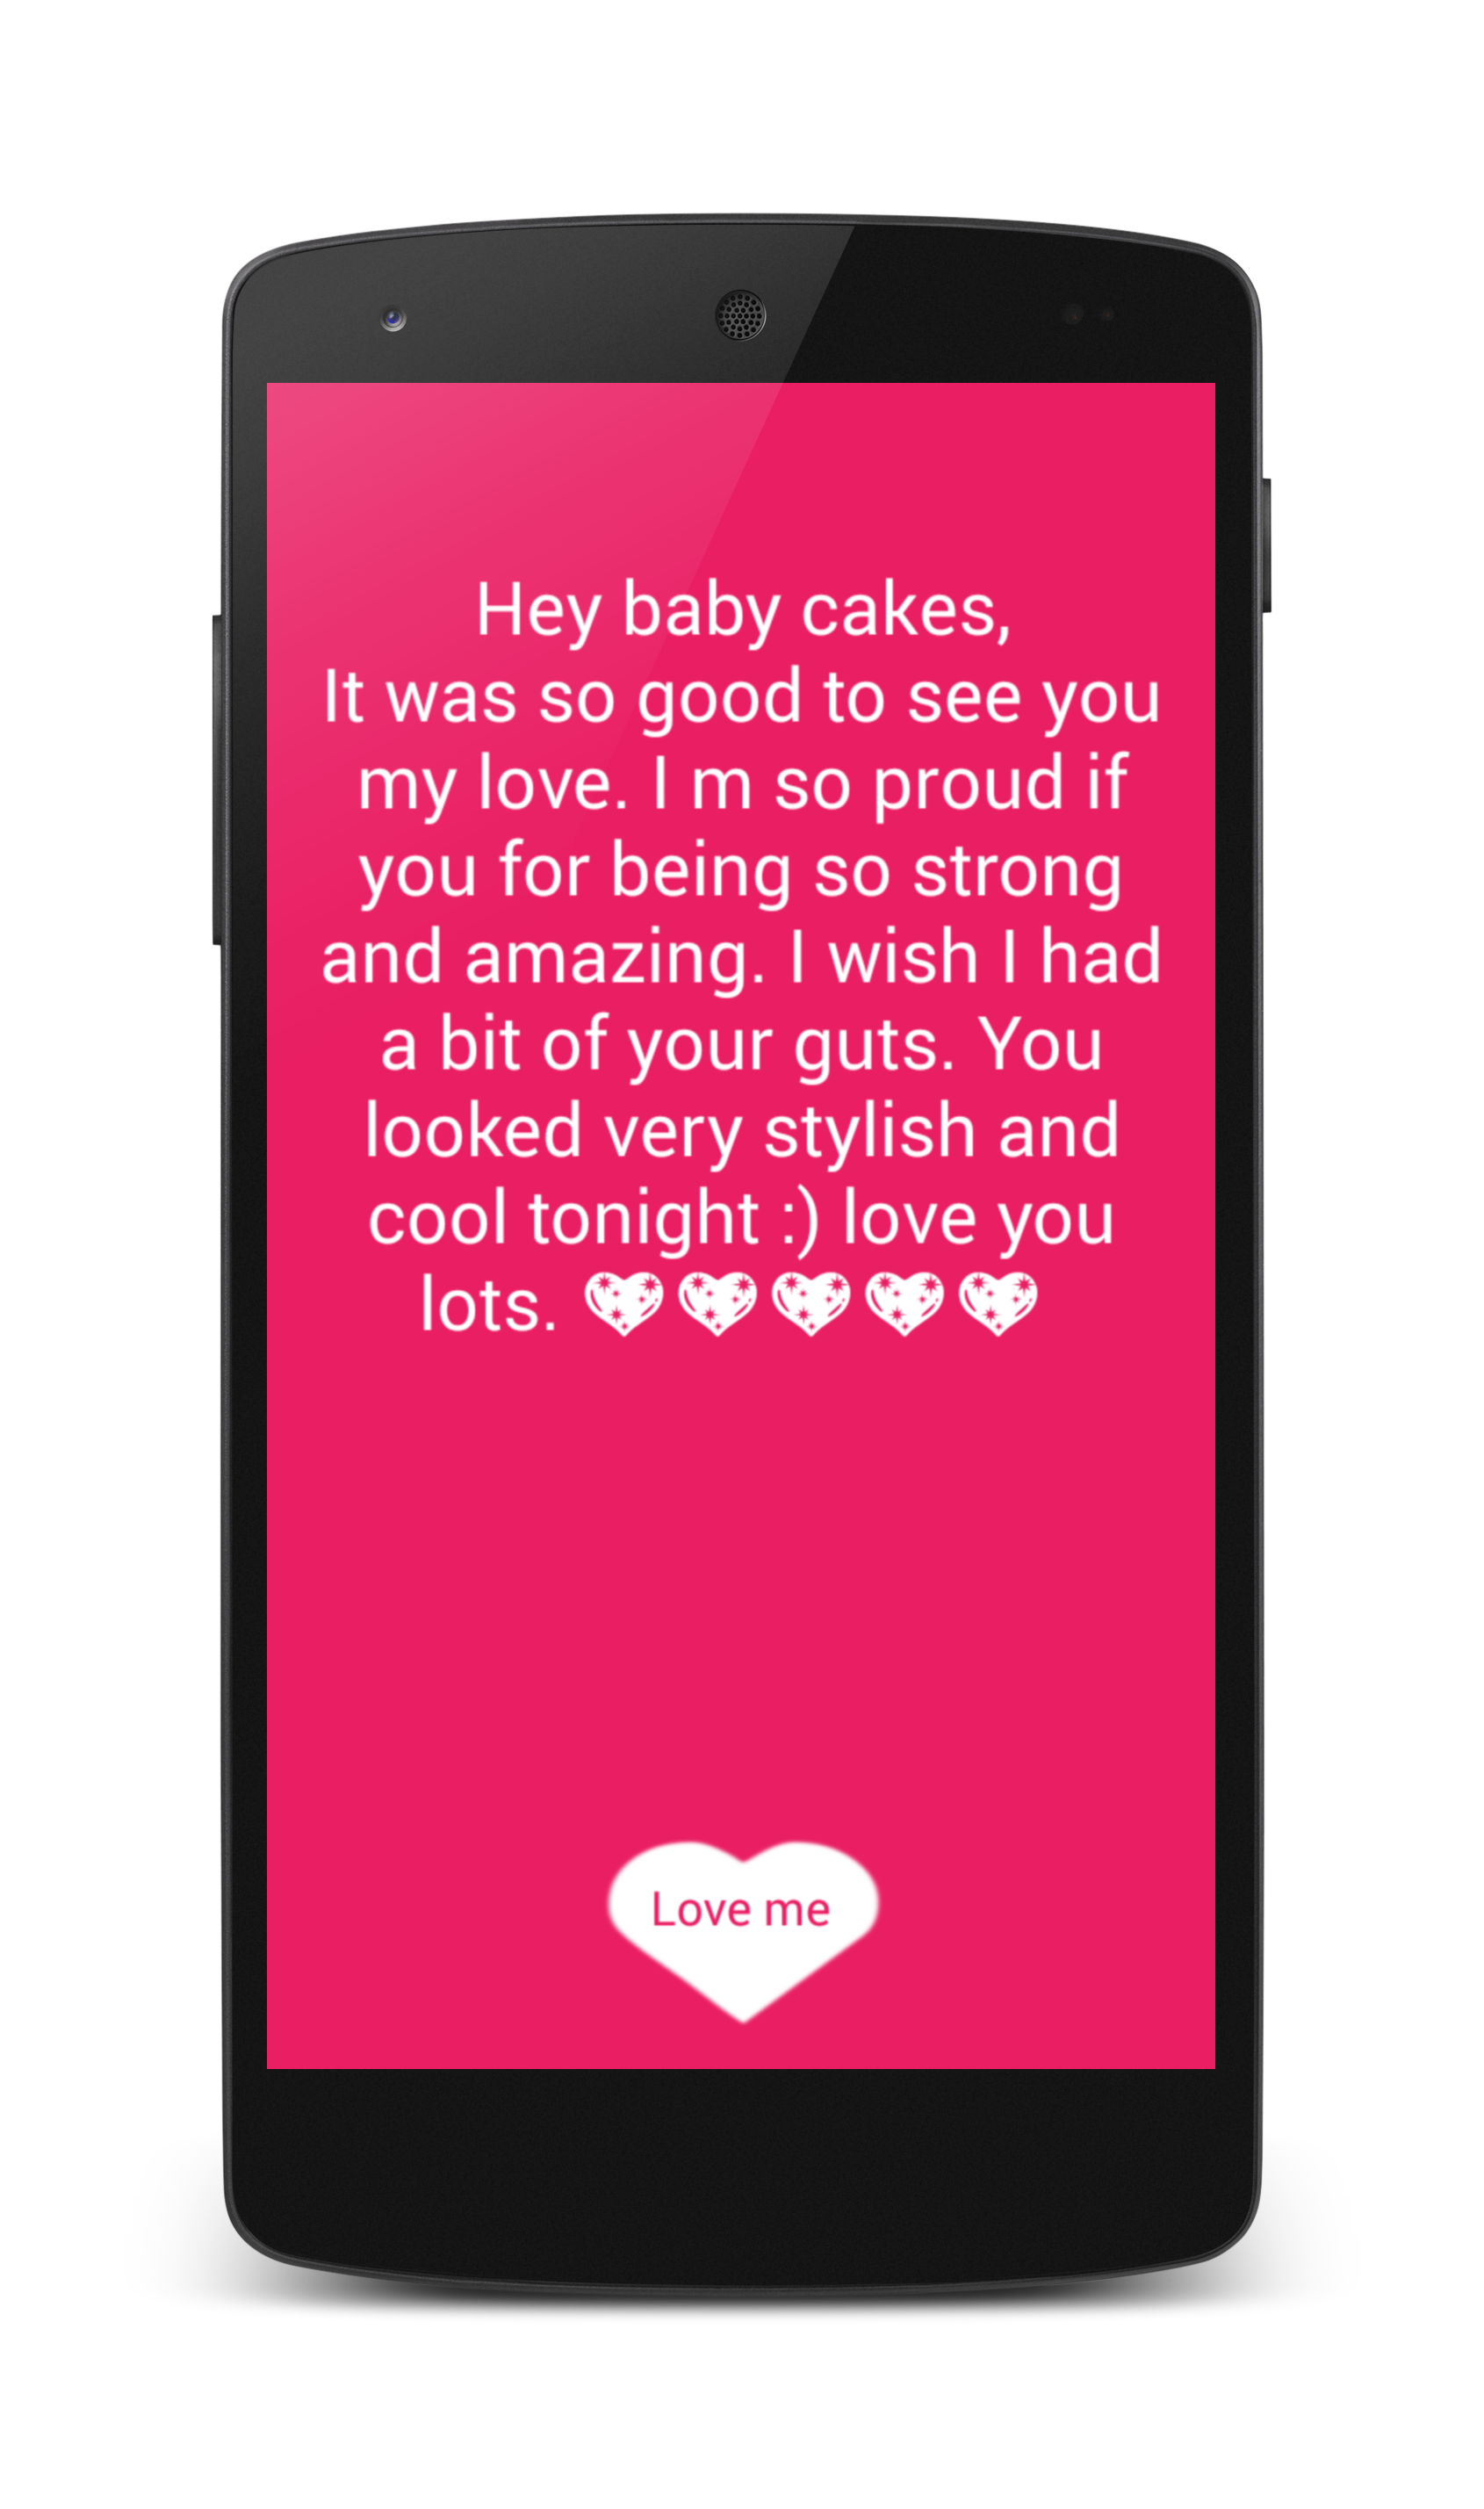 Hey baby cakes,
It was so good to see you
my love. I m so proud if
you for being so strong
and amazing. I wish I had
a bit of your guts. You
looked very stylish and
cool tonight :) love you
lots. 💖💖💖💖💖
Love me